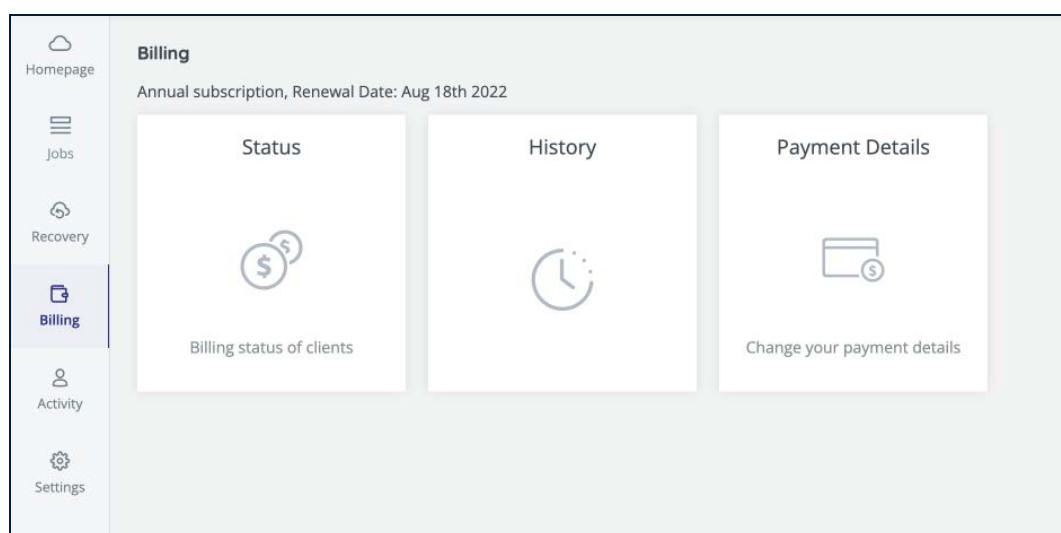 Homepage
Jobs
Recovery
Billing
Activity
Settings
Billing
Annual subscription, Renewal Date: Aug 18th 2022
Status
Billing status of clients
History
Payment Details
Change your payment details